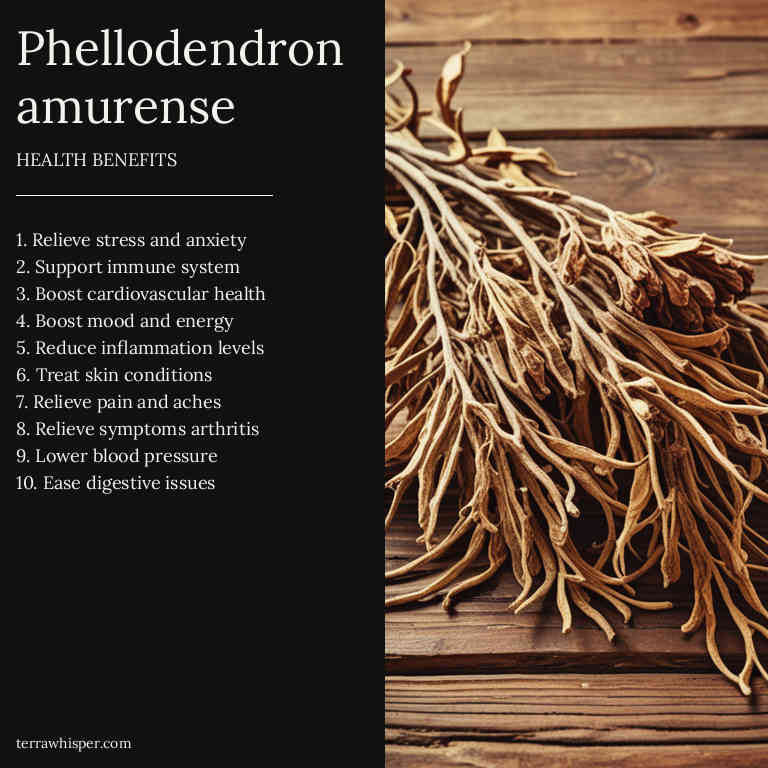 Phellodendron
amurense
HEALTH BENEFITS
1. Relieve stress and anxiety
2. Support immune system
3. Boost cardiovascular health
4. Boost mood and energy
5. Reduce inflammation levels
6. Treat skin conditions
7. Relieve pain and aches
8. Relieve symptoms arthritis
9. Lower blood pressure
10. Ease digestive issues
terrawhisper.com